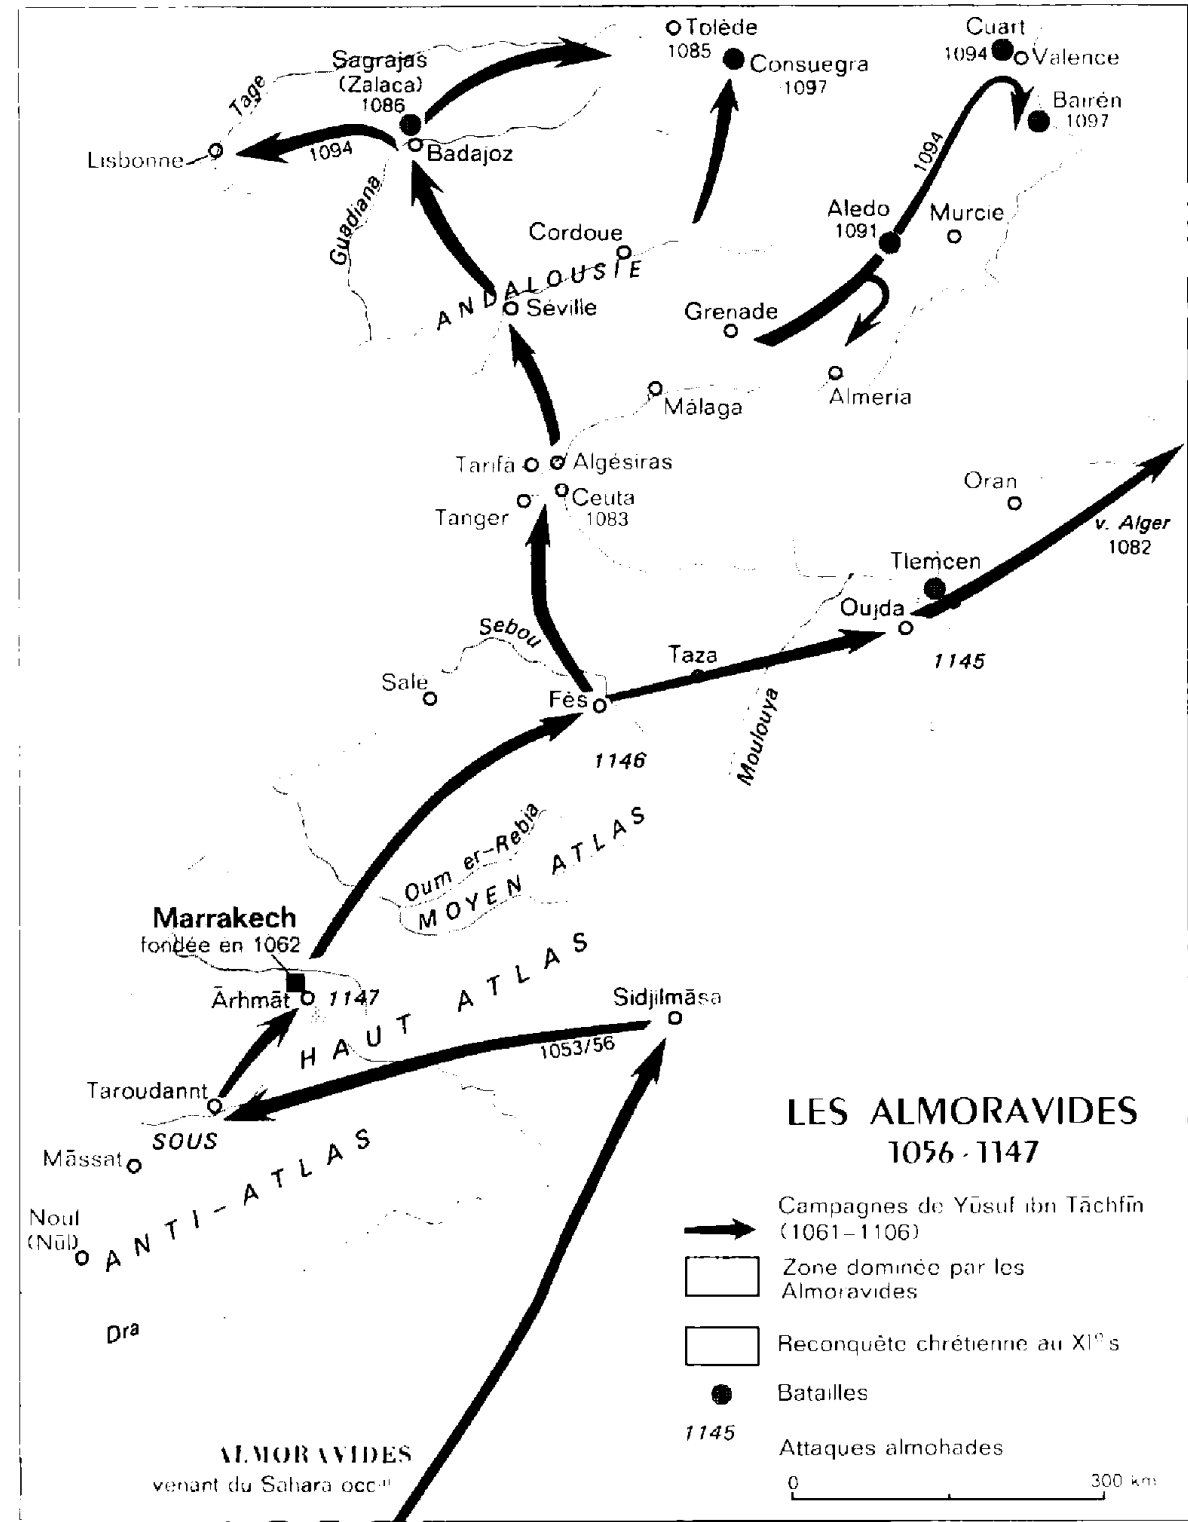 Tolède
1085
Cuart
1094
Valence
Sagrajas
(Zalaca)
1086
Consuegra
1097
Bairén
1097
Tage
Lisbonne
1094
Badajoz
1094
Guadiana
Aledo
1091
Murcie
Cordoue
ANDALOUSIE
Séville
Grenade
Málaga
Almeria
Tarifa
Algésiras
Oran
Tanger
Ceuta
1083
v. Alger
1082
Tlemcen
Oujda
Sebou
Taza
1145
Salé
Fès
Moulouya
1146
Oum er-Rebia
MOYEN ATLAS
Marrakech
fondée en 1062
HAUT ATLAS
Ārhmāt
1147
Sidjilmāsa
1053/56
Taroudannt
SOUS
Māssat
ANTI-ATLAS
Noul
(Nūl)
Dra
LES ALMORAVIDES
1056-1147
Campagnes de Yūsuf ibn Tāchfīn
(1061-1106)
Zone dominée par les
Almoravides
Reconquête chrétienne au XIe s
Batailles
1145
Attaques almohades
ALMORAVIDES
venant du Sahara
0 300 km